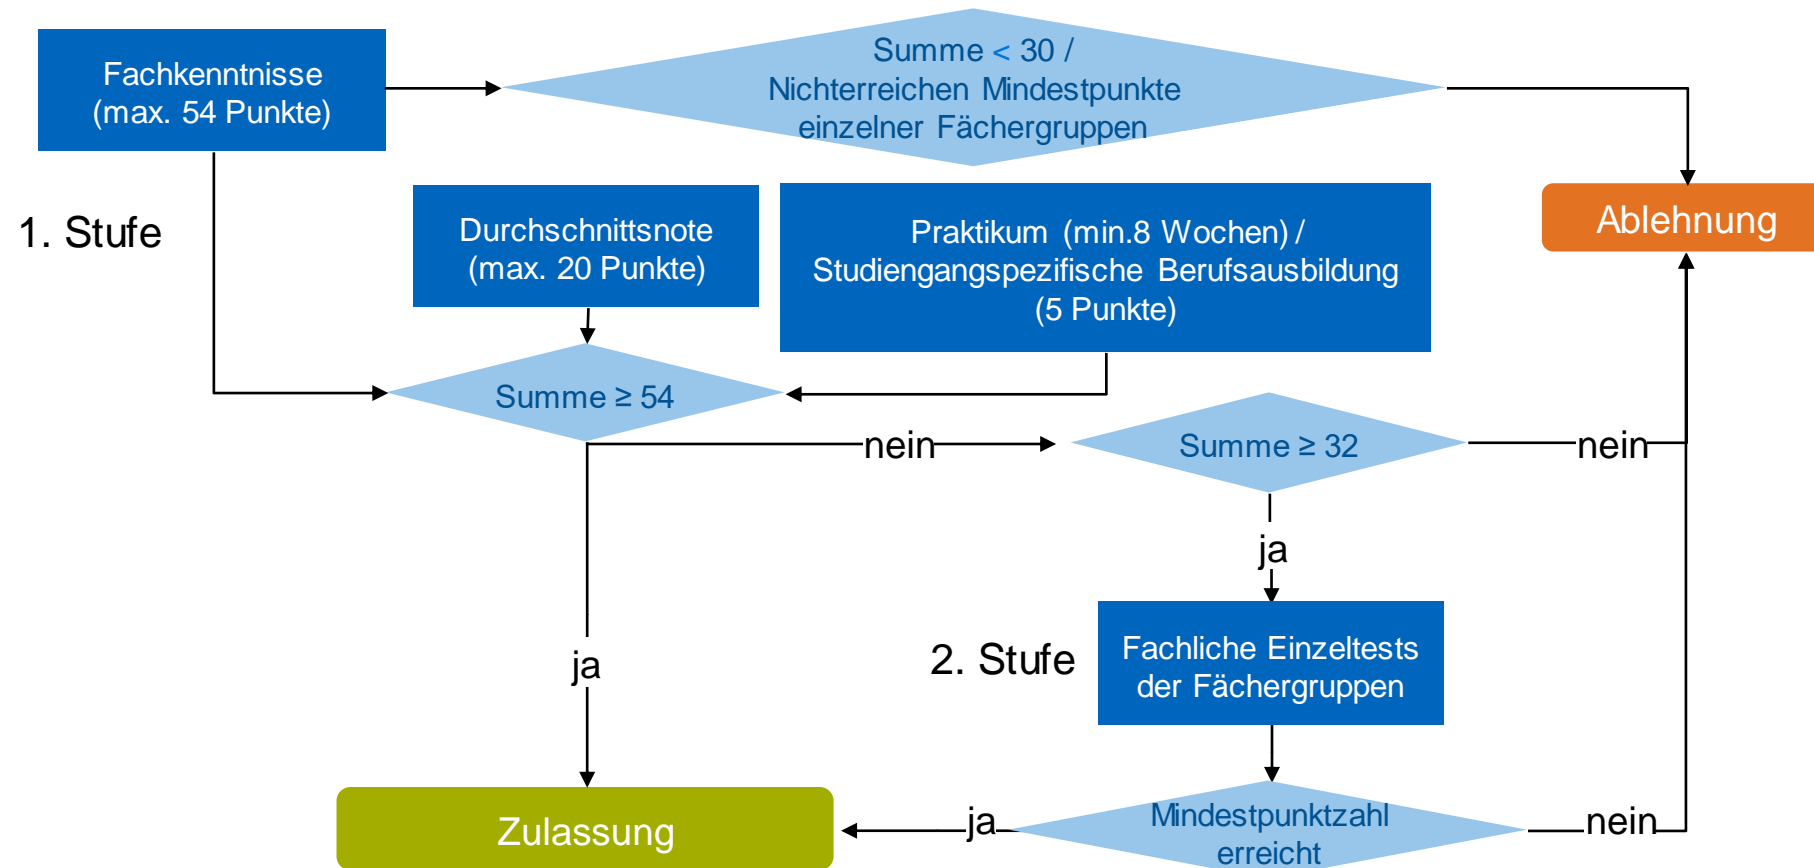 Fachkenntnisse
(max. 54 Punkte)
Summe < 30 /
Nichterreichen Mindestpunkte
einzelner Fächergruppen
1. Stufe
Durchschnittsnote
(max. 20 Punkte)
Praktikum (min.8 Wochen) /
Studiengangspezifische Berufsausbildung
(5 Punkte)
Ablehnung
Summe ≥ 54
nein
Summe ≥ 32
nein
ja
ja
2. Stufe
Fachliche Einzeltests
der Fächergruppen
Zulassung
ja
Mindestpunktzahl
erreicht
nein